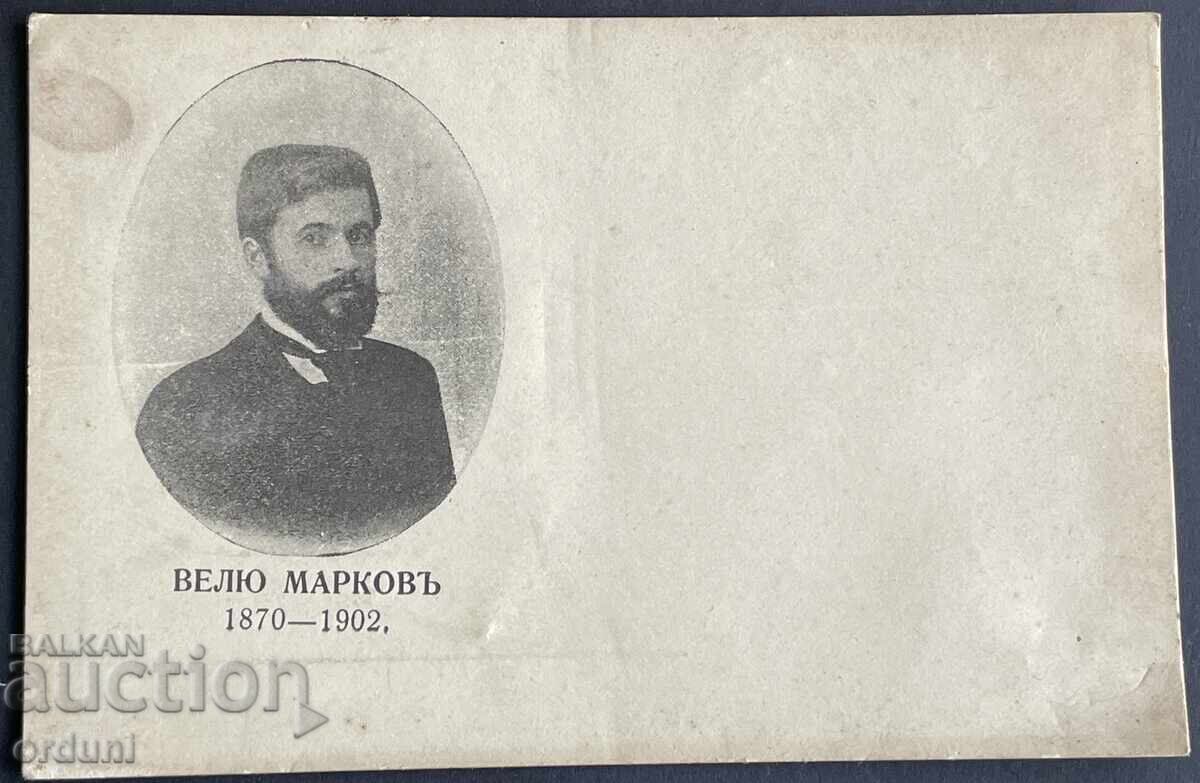 ВЕЛЮ МАРКОВЪ
1870—1902.
BALKAN
auction
orduni